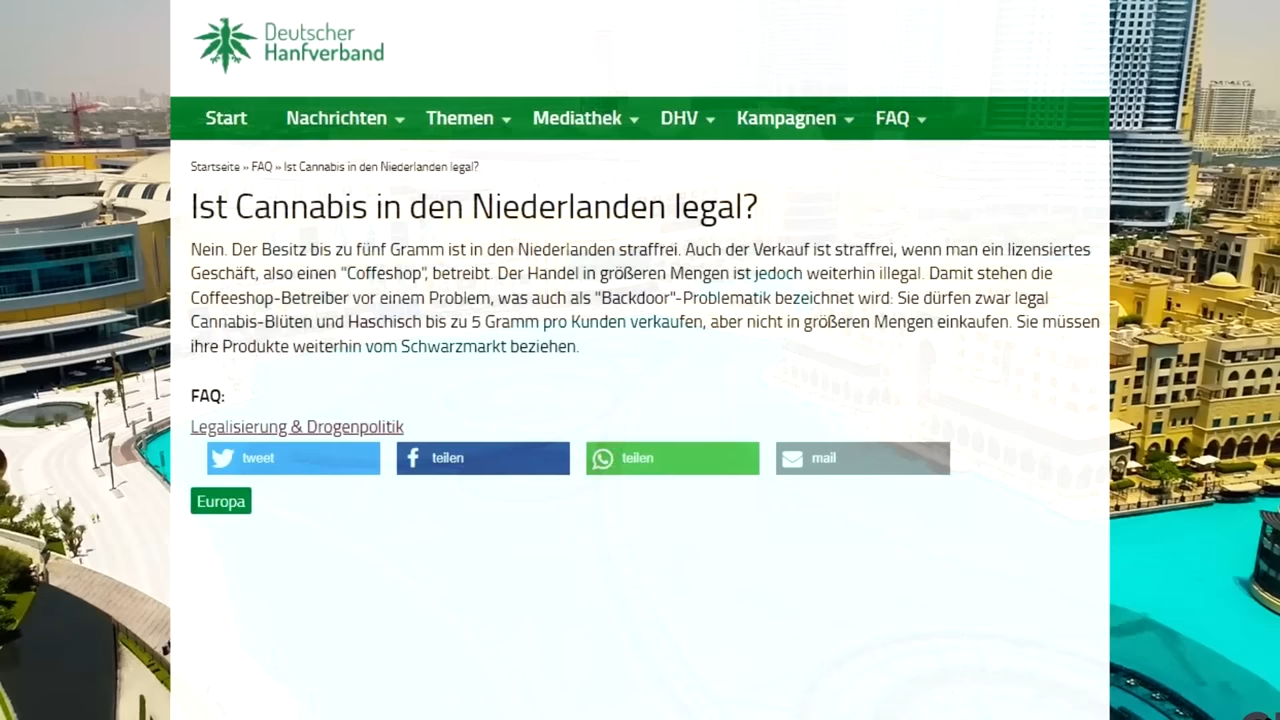 Deutscher
Hanfverband
Start Nachrichten Themen Mediathek DHV Kampagnen FAQ
Startseite » FAQ » Ist Cannabis in den Niederlanden legal?
Ist Cannabis in den Niederlanden legal?
Nein. Der Besitz bis zu fünf Gramm ist in den Niederlanden straffrei. Auch der Verkauf ist straffrei, wenn man ein lizensiertes
Geschäft, also einen "Coffeshop", betreibt. Der Handel in größeren Mengen ist jedoch weiterhin illegal. Damit stehen die
Coffeeshop-Betreiber vor einem Problem, was auch als "Backdoor"-Problematik bezeichnet wird: Sie dürfen zwar legal
Cannabis-Blüten und Haschisch bis zu 5 Gramm pro Kunden verkaufen, aber nicht in größeren Mengen einkaufen. Sie müssen
ihre Produkte weiterhin vom Schwarzmarkt beziehen.
FAQ:
Legalisierung & Drogenpolitik
tweet teilen teilen mail
Europa